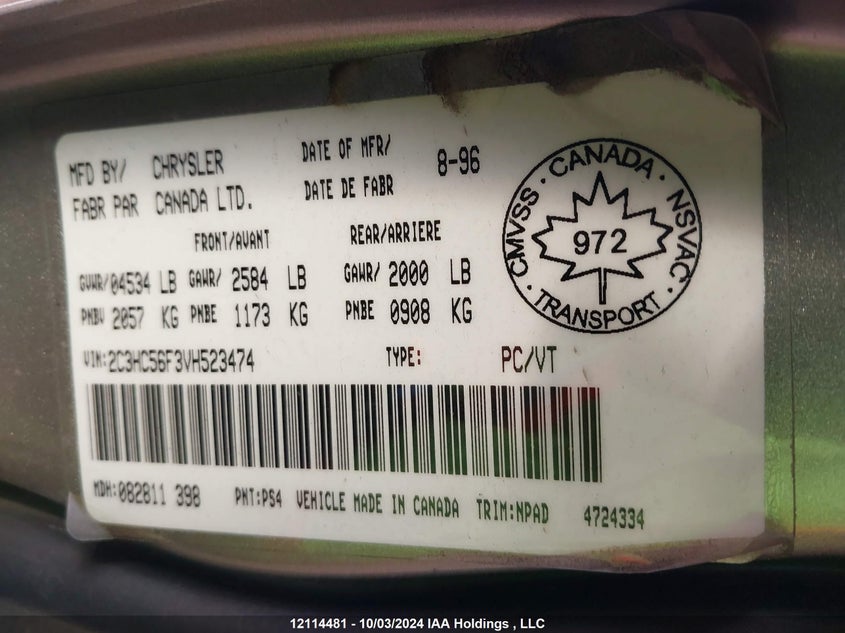 MFD BY/ CHRYSLER DATE OF MFR/ 8-96
FABR PAR CANADA LTD. DATE DE FABR
FRONT/AVANT REAR/ARRIERE
GVWR/04534 LB GAWR/ 2584 LB GAWR/ 2000 LB
PNBV 2057 KG PNBE 1173 KG PNBE 0908 KG
VIN:2C3HC56F3VH523474 TYPE: PC/VT
MDH:082811 398 PNT:PS4 VEHICLE MADE IN CANADA TRIM:NPAD 4724334
CMVSS · CANADA · NSVAC · TRANSPORT ·
972
12114481 - 10/03/2024 IAA Holdings , LLC